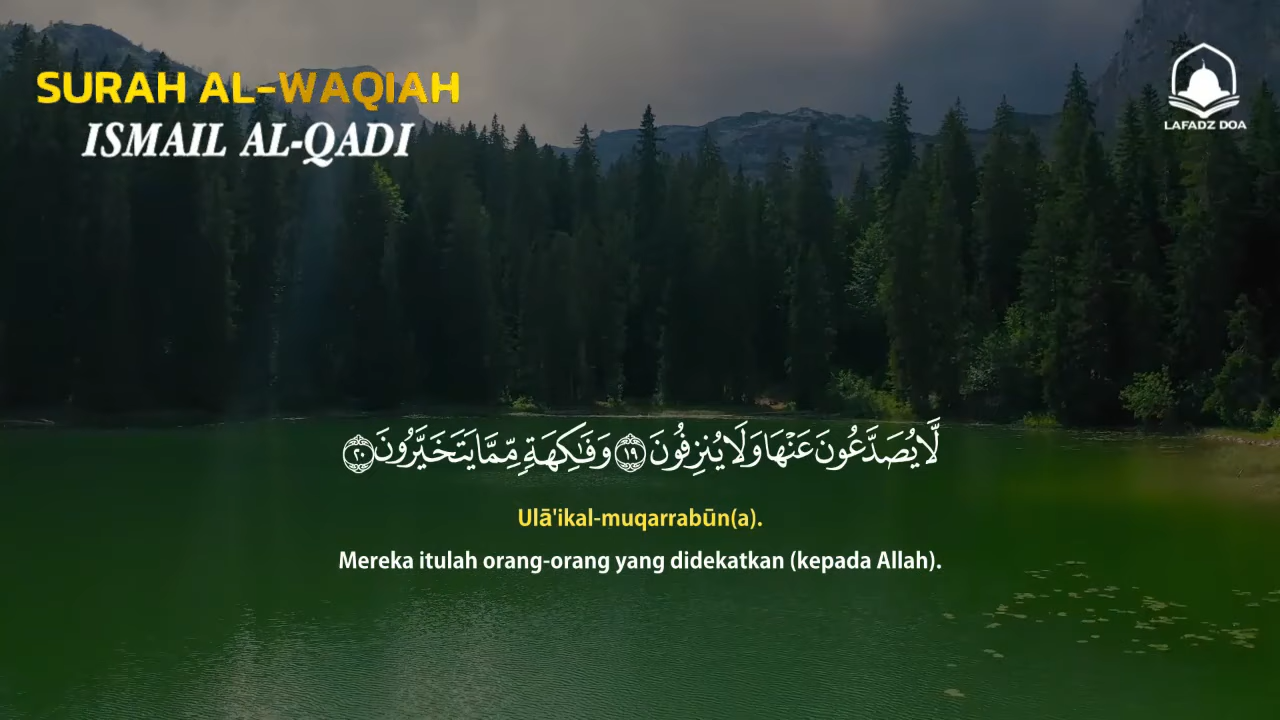 SURAH AL-WAQIAH
ISMAIL AL-QADI
LAFADZ DOA
لَّا يُصَدَّعُونَ عَنْهَا وَلَا يُنزِفُونَ ١٩ وَفَـٰكِهَةٍ مِّمَّا يَتَخَيَّرُونَ ٢٠
Ulā'ikal-muqarrabūn(a).
Mereka itulah orang-orang yang didekatkan (kepada Allah).